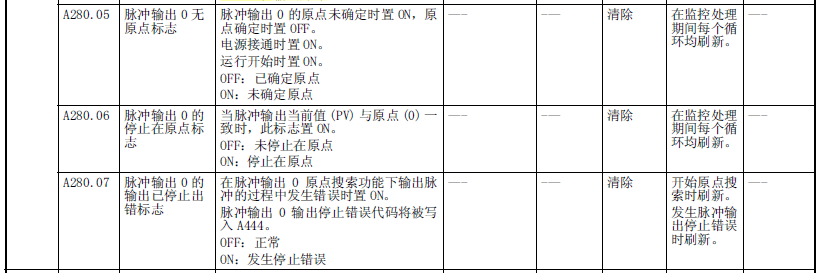 A280.05
脉冲输出 0 无
原点标志
脉冲输出 0 的原点未确定时置 ON，原
点确定时置 OFF。
电源接通时置 ON。
运行开始时置 ON。
OFF：已确定原点
ON：未确定原点
---
---
清除
在监控处理
期间每个循
环均刷新。
---
A280.06
脉冲输出 0 的
停止在原点标
志
当脉冲输出当前值(PV)与原点(0)一
致时，此标志置 ON。
OFF：未停止在原点
ON：停止在原点
---
---
清除
在监控处理
期间每个循
环均刷新。
---
A280.07
脉冲输出 0 的
输出已停止出
错标志
在脉冲输出 0 原点搜索功能下输出脉
冲的过程中发生错误时置 ON。
脉冲输出 0 输出停止错误代码将被写
入 A444。
OFF：正常
ON：发生停止错误
---
---
清除
开始原点搜
索时刷新。
发生脉冲输
出停止错误
时刷新。
---